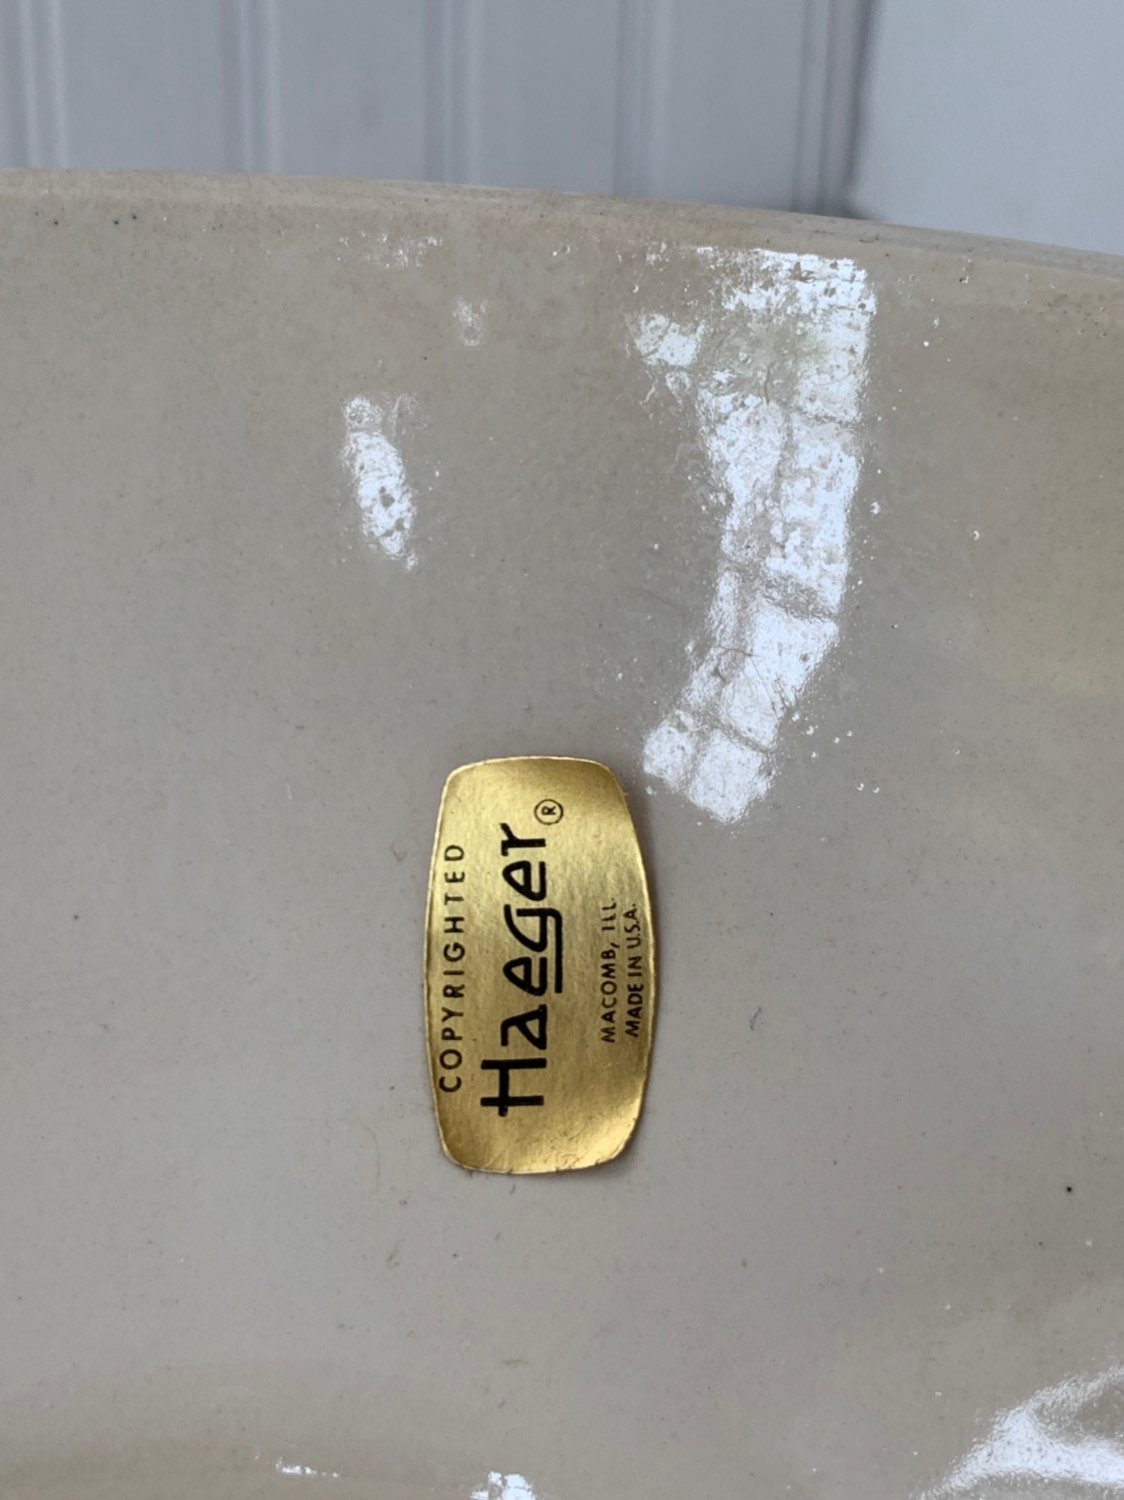 COPYRIGHTED
Haeger®
MACOMB, ILL.
MADE IN U.S.A.